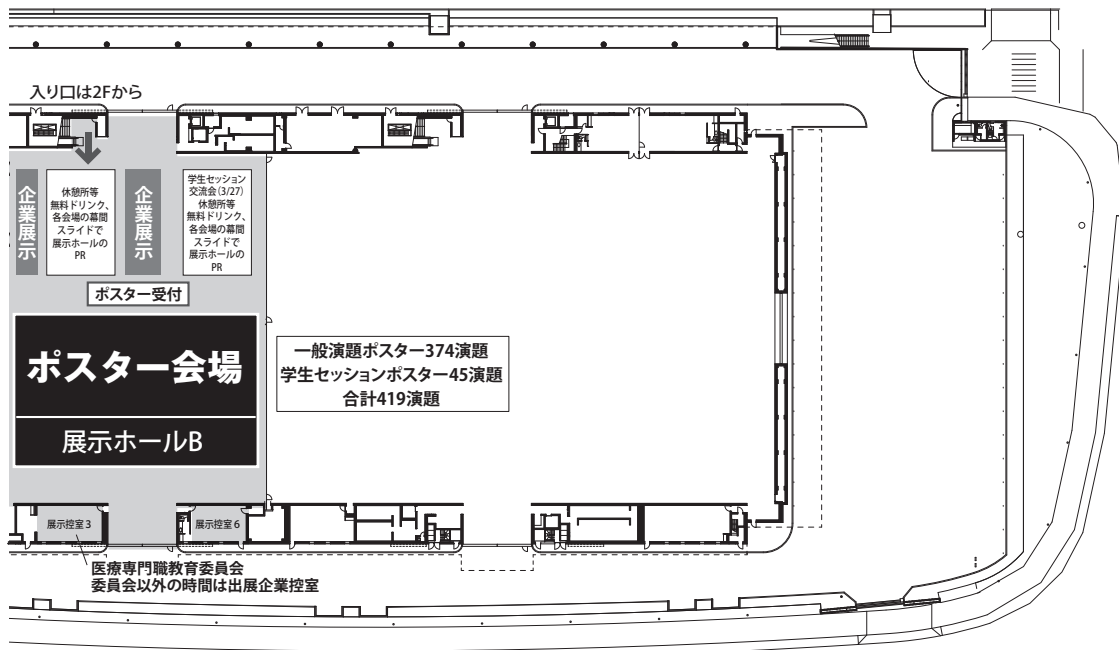 入り口は2Fから
企業展示
休憩所等
無料ドリンク、
各会場の幕間
スライドで
展示ホールの
PR
企業展示
学生セッション
交流会(3/27)
休憩所等
無料ドリンク、
各会場の幕間
スライドで
展示ホールの
PR
ポスター受付
ポスター会場
展示ホールB
一般演題ポスター374演題
学生セッションポスター45演題
合計419演題
展示控室3
展示控室6
医療専門職教育委員会
委員会以外の時間は出展企業控室